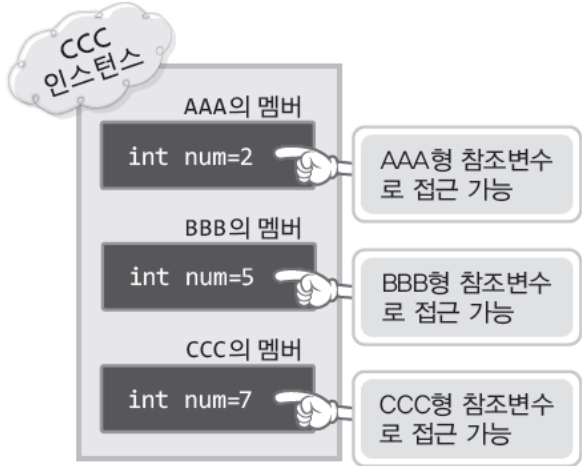 CCC
인스턴스
AAA의 멤버
int num=2
AAA형 참조변수
로 접근 가능
BBB의 멤버
int num=5
BBB형 참조변수
로 접근 가능
CCC의 멤버
int num=7
CCC형 참조변수
로 접근 가능